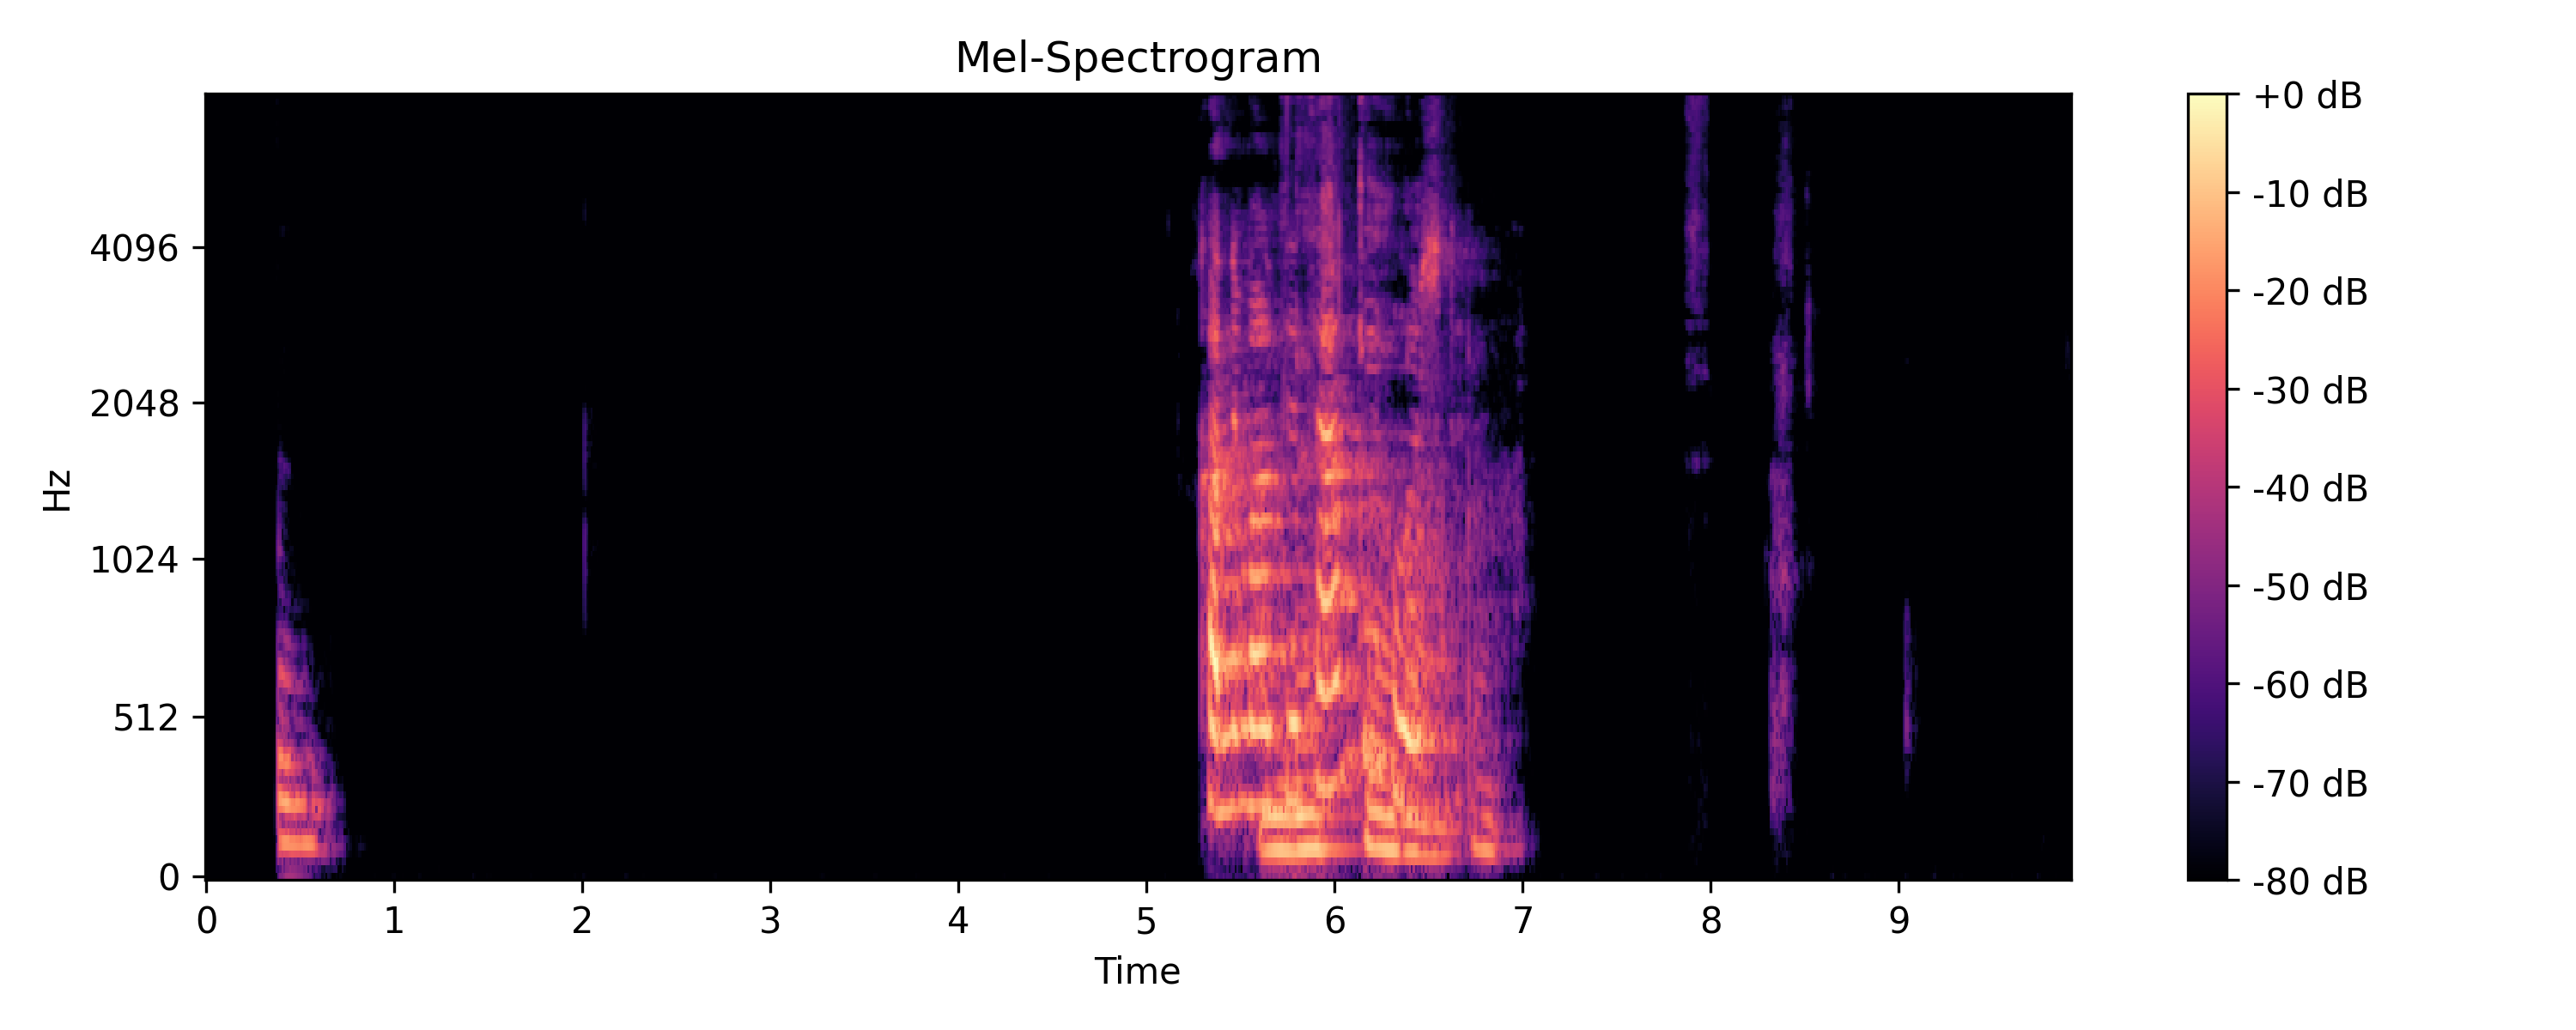 Mel-Spectrogram
+0 dB
-10 dB
-20 dB
-30 dB
-40 dB
-50 dB
-60 dB
-70 dB
-80 dB
Hz
4096
2048
1024
512
0
0 1 2 3 4 5 6 7 8 9
Time